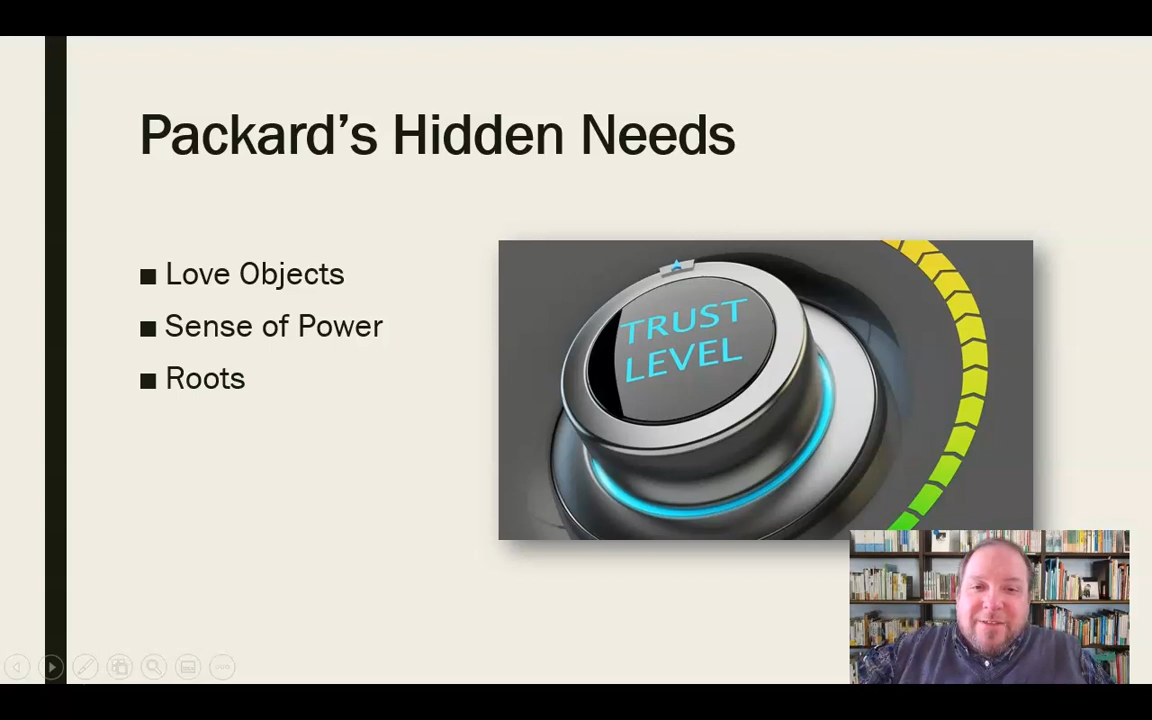 Packard's Hidden Needs
■ Love Objects
■ Sense of Power
■ Roots
TRUST
LEVEL